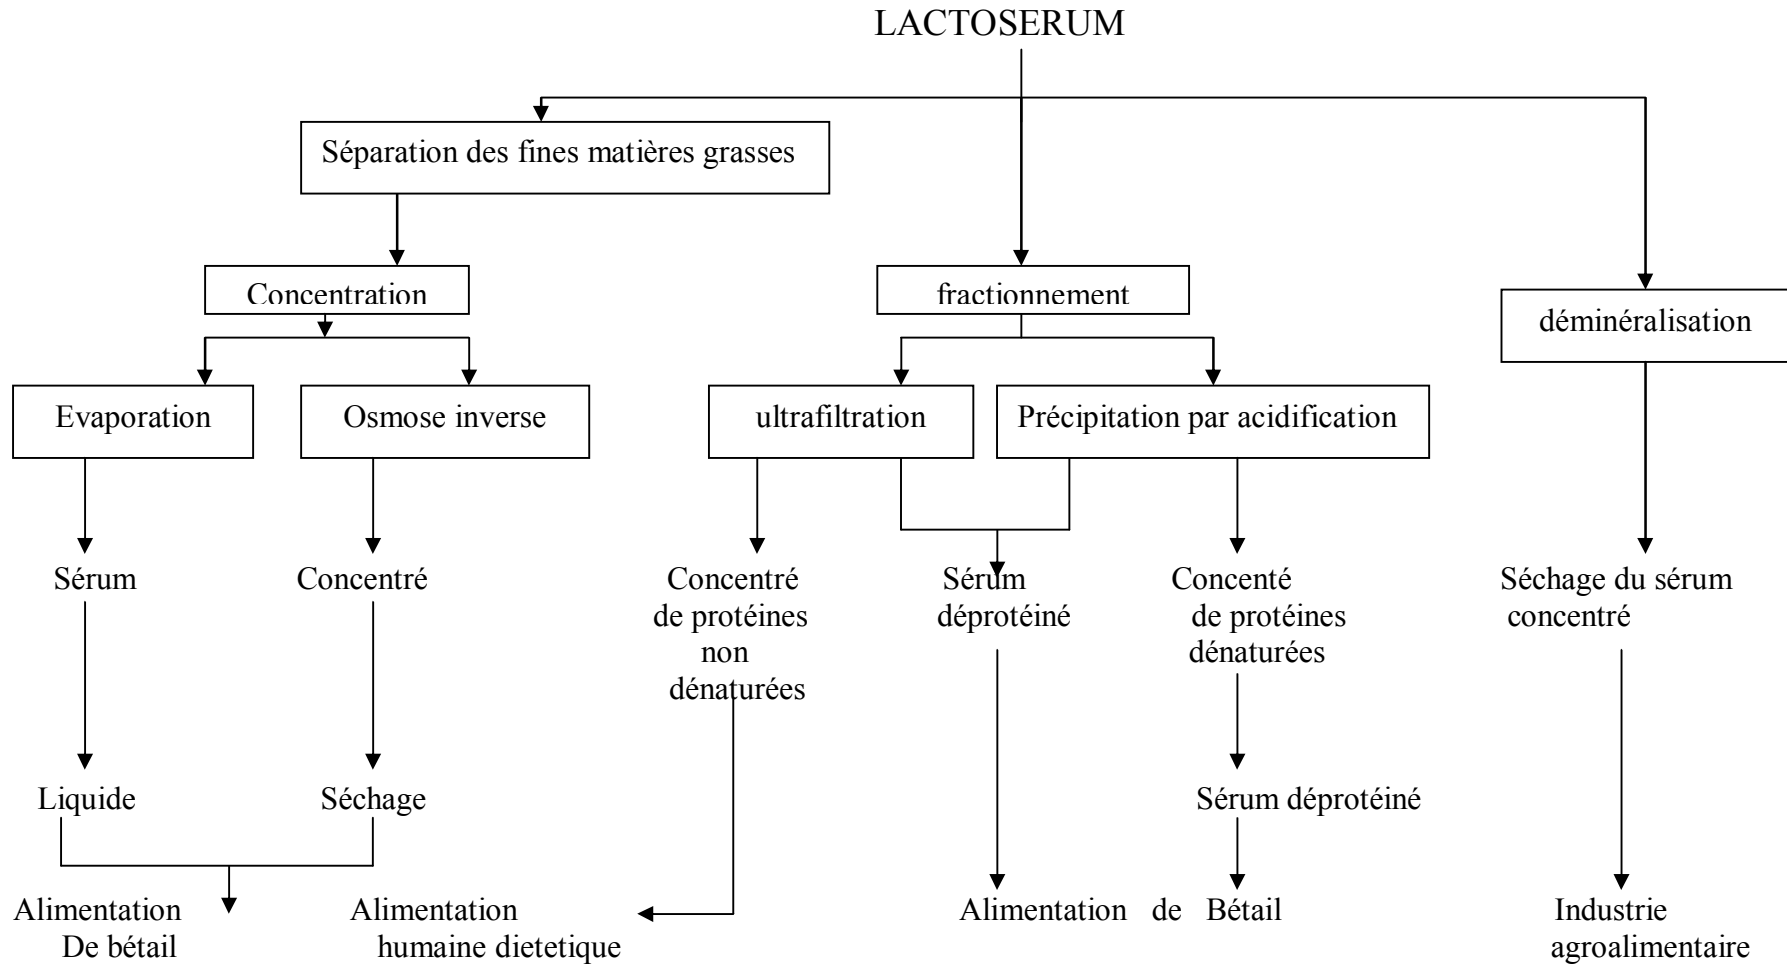 LACTOSERUM
Séparation des fines matières grasses
Concentration
fractionnement
déminéralisation
Evaporation
Osmose inverse
ultrafiltration
Précipitation par acidification
Sérum
Concentré
Concentré
de protéines
non
dénaturées
Sérum
déprotéiné
Concenté
de protéines
dénaturées
Séchage du sérum
concentré
Liquide
Séchage
Sérum déprotéiné
Alimentation
De bétail
Alimentation
humaine dietetique
Alimentation de Bétail
Industrie
agroalimentaire